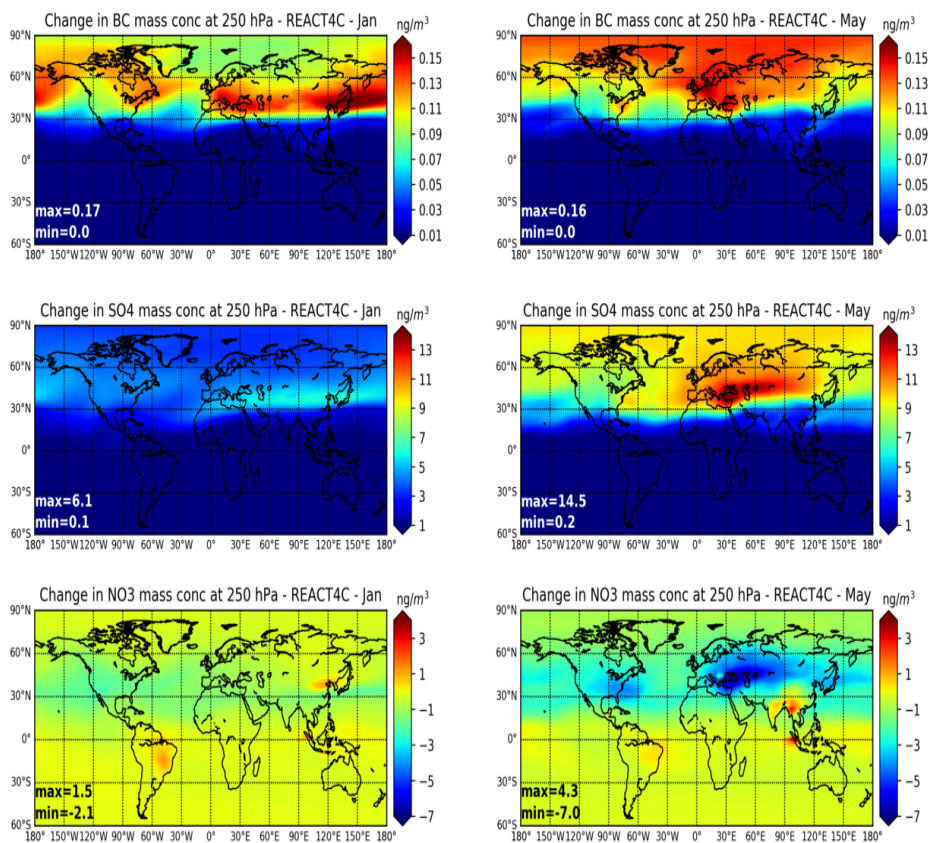 Change in BC mass conc at 250 hPa - REACT4C - Jan
ng/m³
90°N
60°N
30°N
0°
30°S
60°S
max=0.17
min=0.0
180° 150°W 120°W 90°W 60°W 30°W 0° 30°E 60°E 90°E 120°E 150°E 180°
0.15
0.13
0.11
0.09
0.07
0.05
0.03
0.01
Change in BC mass conc at 250 hPa - REACT4C - May
ng/m³
90°N
60°N
30°N
0°
30°S
60°S
max=0.16
min=0.0
180° 150°W 120°W 90°W 60°W 30°W 0° 30°E 60°E 90°E 120°E 150°E 180°
0.15
0.13
0.11
0.09
0.07
0.05
0.03
0.01
Change in SO4 mass conc at 250 hPa - REACT4C - Jan
ng/m³
90°N
60°N
30°N
0°
30°S
60°S
max=6.1
min=0.1
180° 150°W 120°W 90°W 60°W 30°W 0° 30°E 60°E 90°E 120°E 150°E 180°
13
11
9
7
5
3
1
Change in SO4 mass conc at 250 hPa - REACT4C - May
ng/m³
90°N
60°N
30°N
0°
30°S
60°S
max=14.5
min=0.2
180° 150°W 120°W 90°W 60°W 30°W 0° 30°E 60°E 90°E 120°E 150°E 180°
13
11
9
7
5
3
1
Change in NO3 mass conc at 250 hPa - REACT4C - Jan
ng/m³
90°N
60°N
30°N
0°
30°S
60°S
max=1.5
min=-2.1
180° 150°W 120°W 90°W 60°W 30°W 0° 30°E 60°E 90°E 120°E 150°E 180°
3
1
−1
−3
−5
−7
Change in NO3 mass conc at 250 hPa - REACT4C - May
ng/m³
90°N
60°N
30°N
0°
30°S
60°S
max=4.3
min=-7.0
180° 150°W 120°W 90°W 60°W 30°W 0° 30°E 60°E 90°E 120°E 150°E 180°
3
1
−1
−3
−5
−7